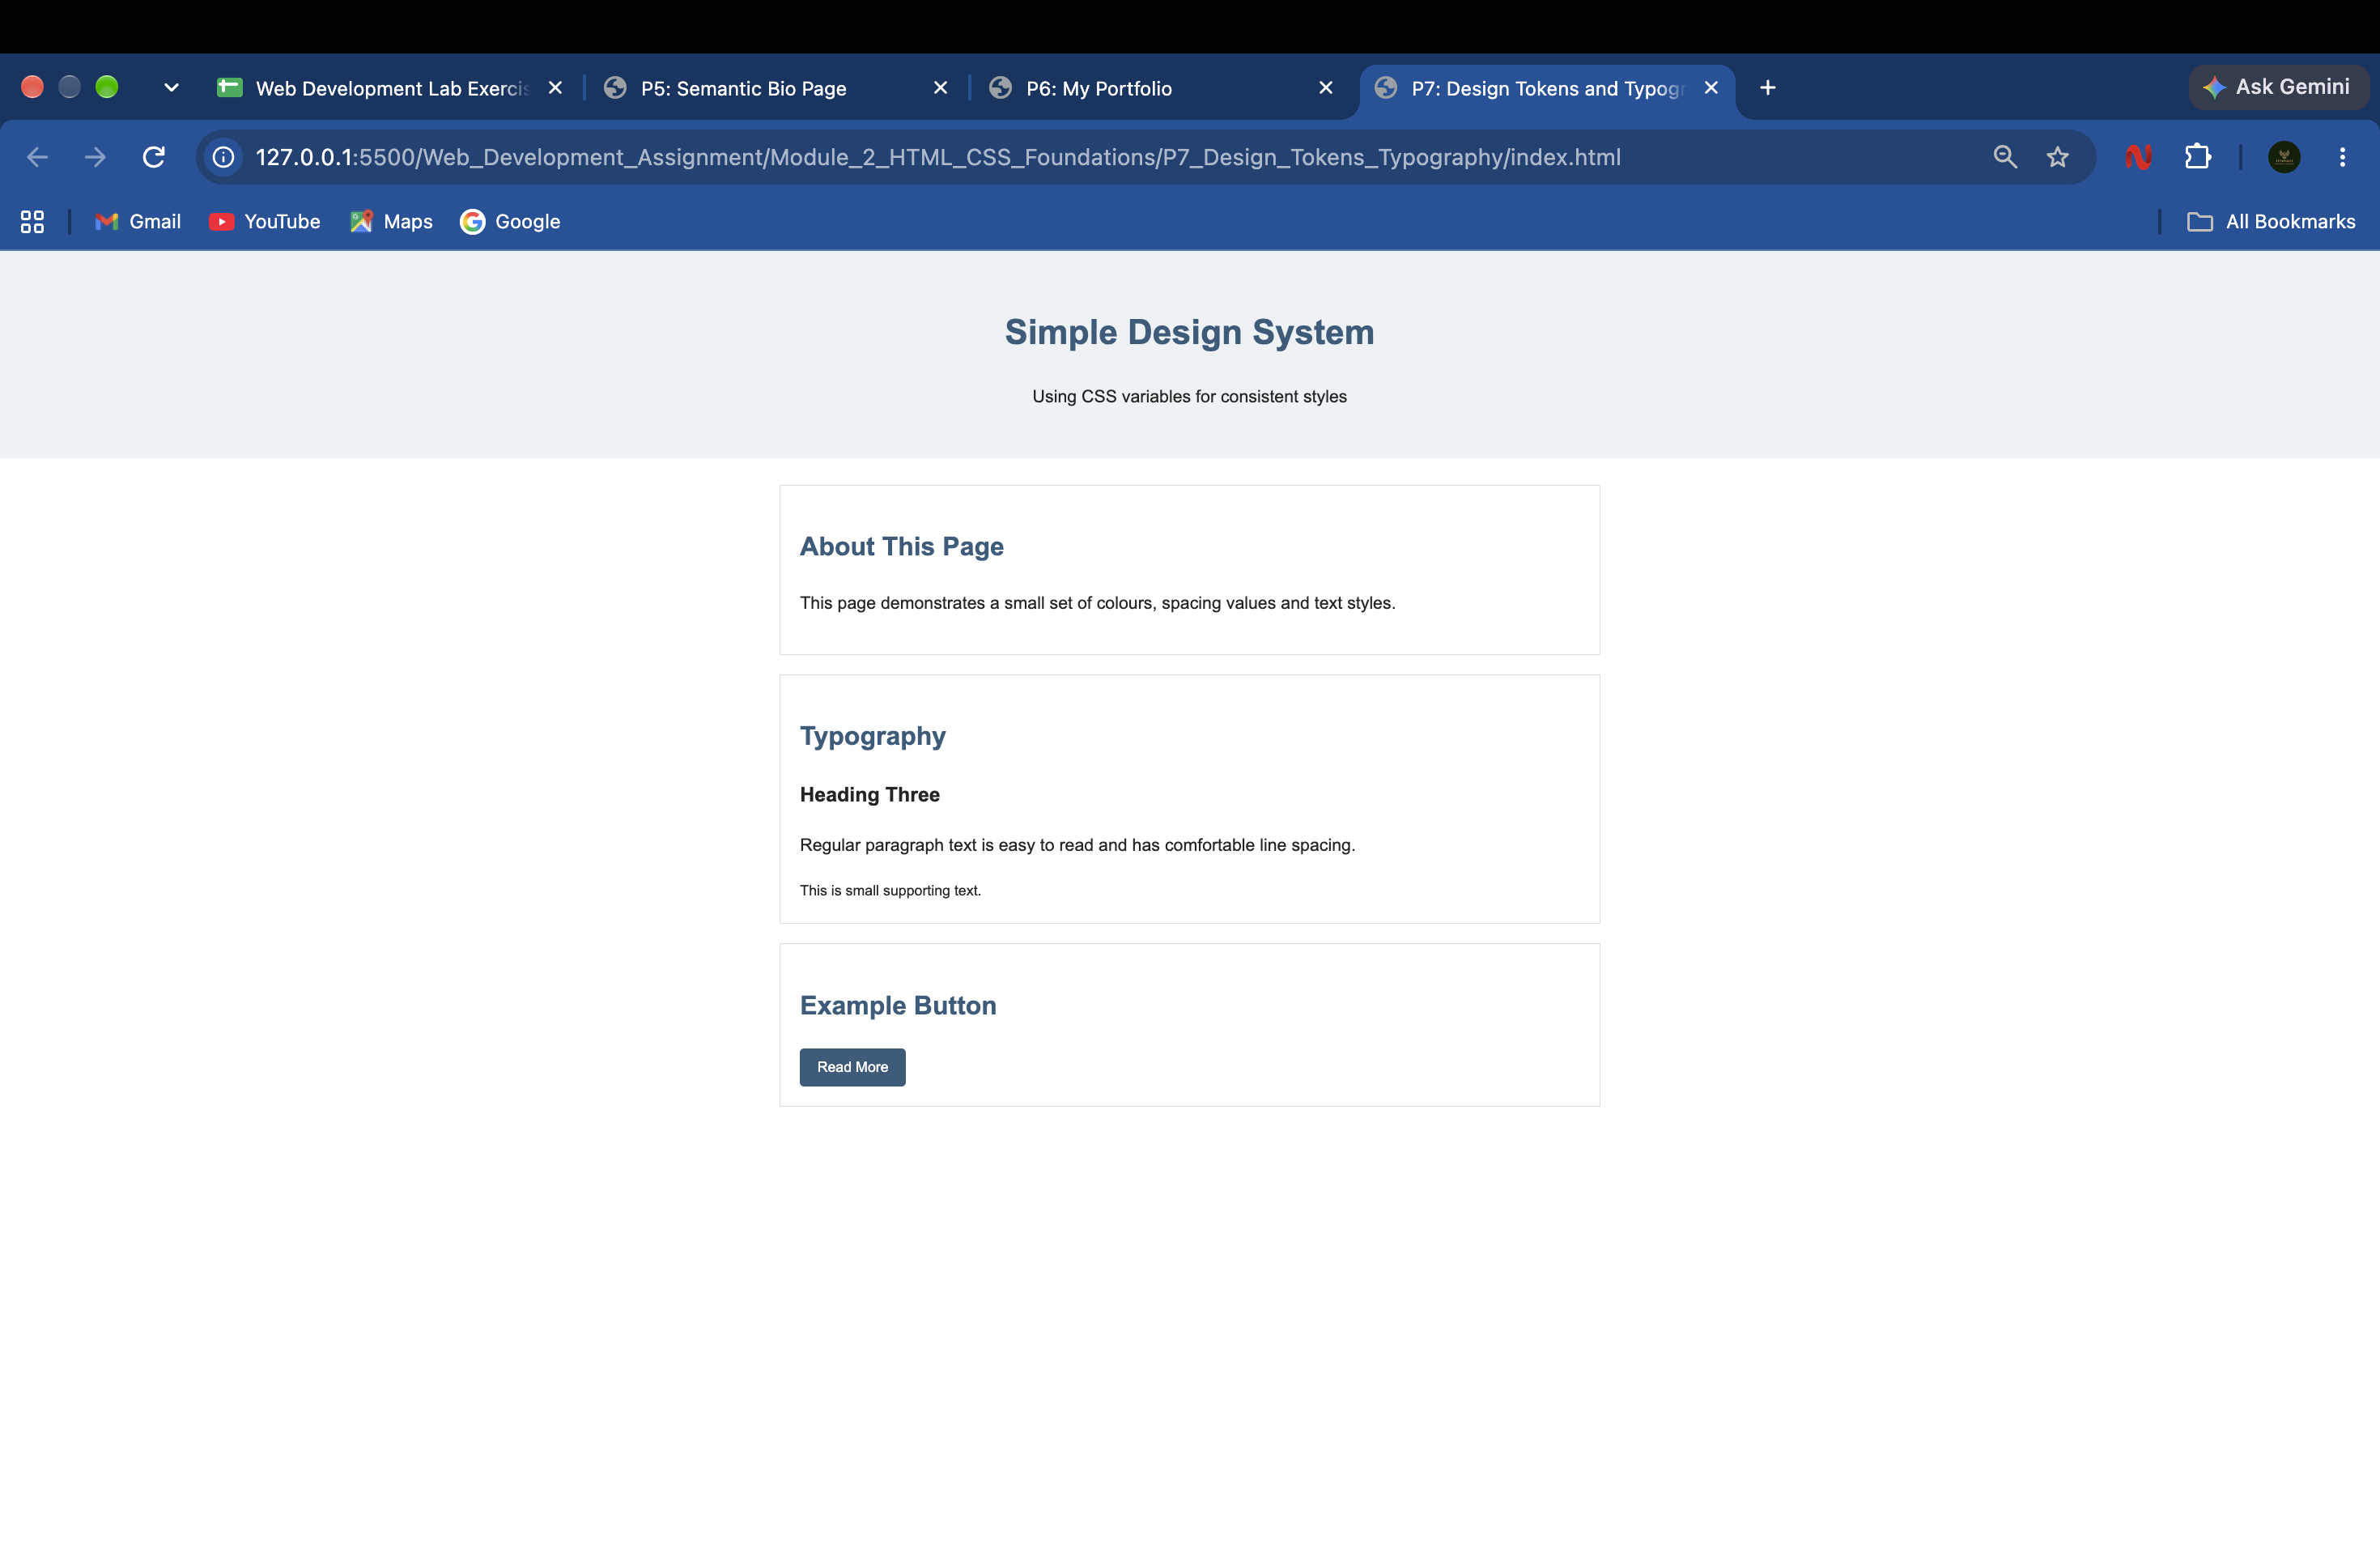 Web Development Lab Exercis
P5: Semantic Bio Page
P6: My Portfolio
P7: Design Tokens and Typogr
Ask Gemini
127.0.0.1:5500/Web_Development_Assignment/Module_2_HTML_CSS_Foundations/P7_Design_Tokens_Typography/index.html
Gmail
YouTube
Maps
Google
All Bookmarks
Simple Design System
Using CSS variables for consistent styles
About This Page
This page demonstrates a small set of colours, spacing values and text styles.
Typography
Heading Three
Regular paragraph text is easy to read and has comfortable line spacing.
This is small supporting text.
Example Button
Read More